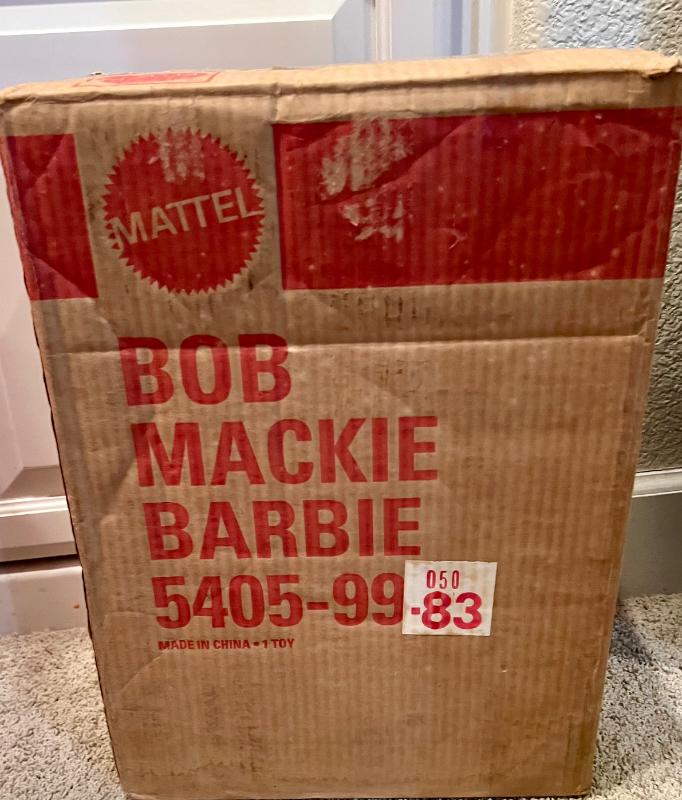 MATTEL
BOB
MACKIE
BARBIE
5405-99
050
-83
MADE IN CHINA • 1 TOY